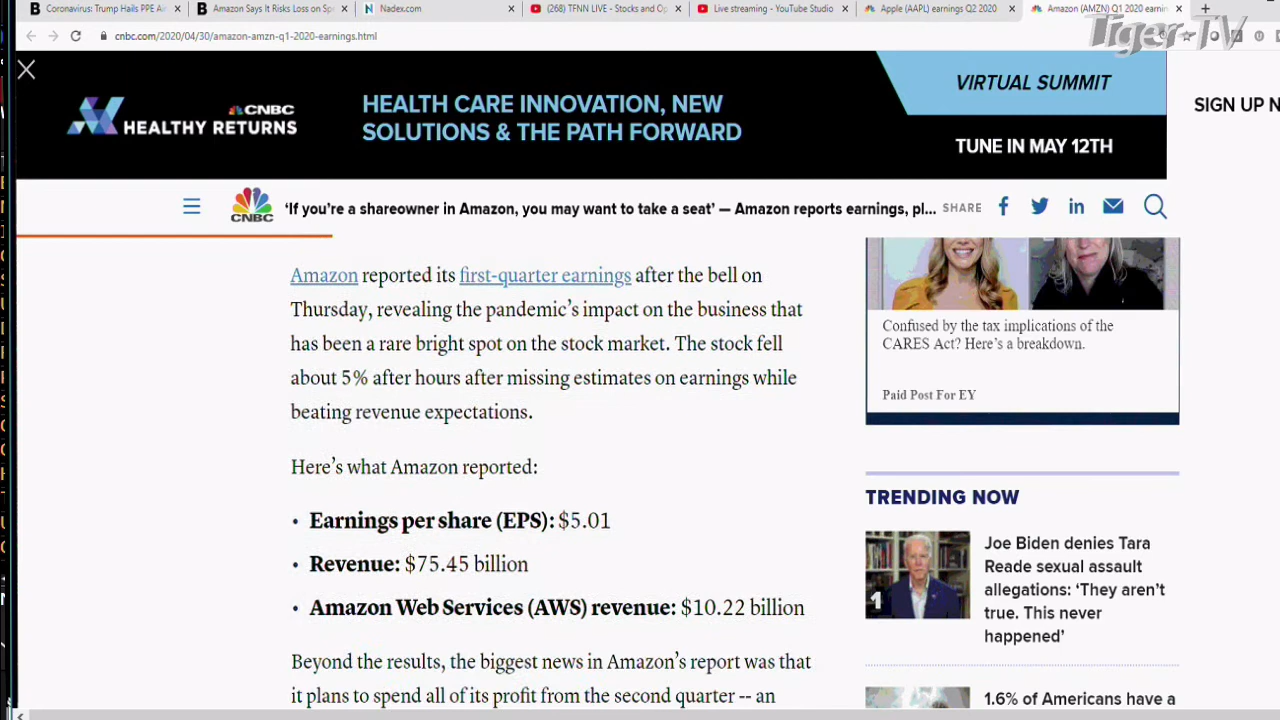 Coronavirus: Trump Hails PPE Ai
Amazon Says It Risks Loss on Sp
Nadex.com
(268) TFNN LIVE - Stocks and Op
Live streaming - YouTube Studio
Apple (AAPL) earnings Q2 2020
Amazon (AMZN) Q1 2020 earnin
cnbc.com/2020/04/30/amazon-amzn-q1-2020-earnings.html
Tiger-TV
CNBC
HEALTHY RETURNS
HEALTH CARE INNOVATION, NEW
SOLUTIONS & THE PATH FORWARD
VIRTUAL SUMMIT
TUNE IN MAY 12TH
SIGN UP N
CNBC
‘If you’re a shareowner in Amazon, you may want to take a seat’ — Amazon reports earnings, pl...
SHARE
Amazon reported its first-quarter earnings after the bell on
Thursday, revealing the pandemic’s impact on the business that
has been a rare bright spot on the stock market. The stock fell
about 5% after hours after missing estimates on earnings while
beating revenue expectations.
Here’s what Amazon reported:
• Earnings per share (EPS): $5.01
• Revenue: $75.45 billion
• Amazon Web Services (AWS) revenue: $10.22 billion
Beyond the results, the biggest news in Amazon’s report was that
it plans to spend all of its profit from the second quarter -- an
Confused by the tax implications of the
CARES Act? Here’s a breakdown.
Paid Post For EY
TRENDING NOW
1
Joe Biden denies Tara
Reade sexual assault
allegations: ‘They aren’t
true. This never
happened’
1.6% of Americans have a